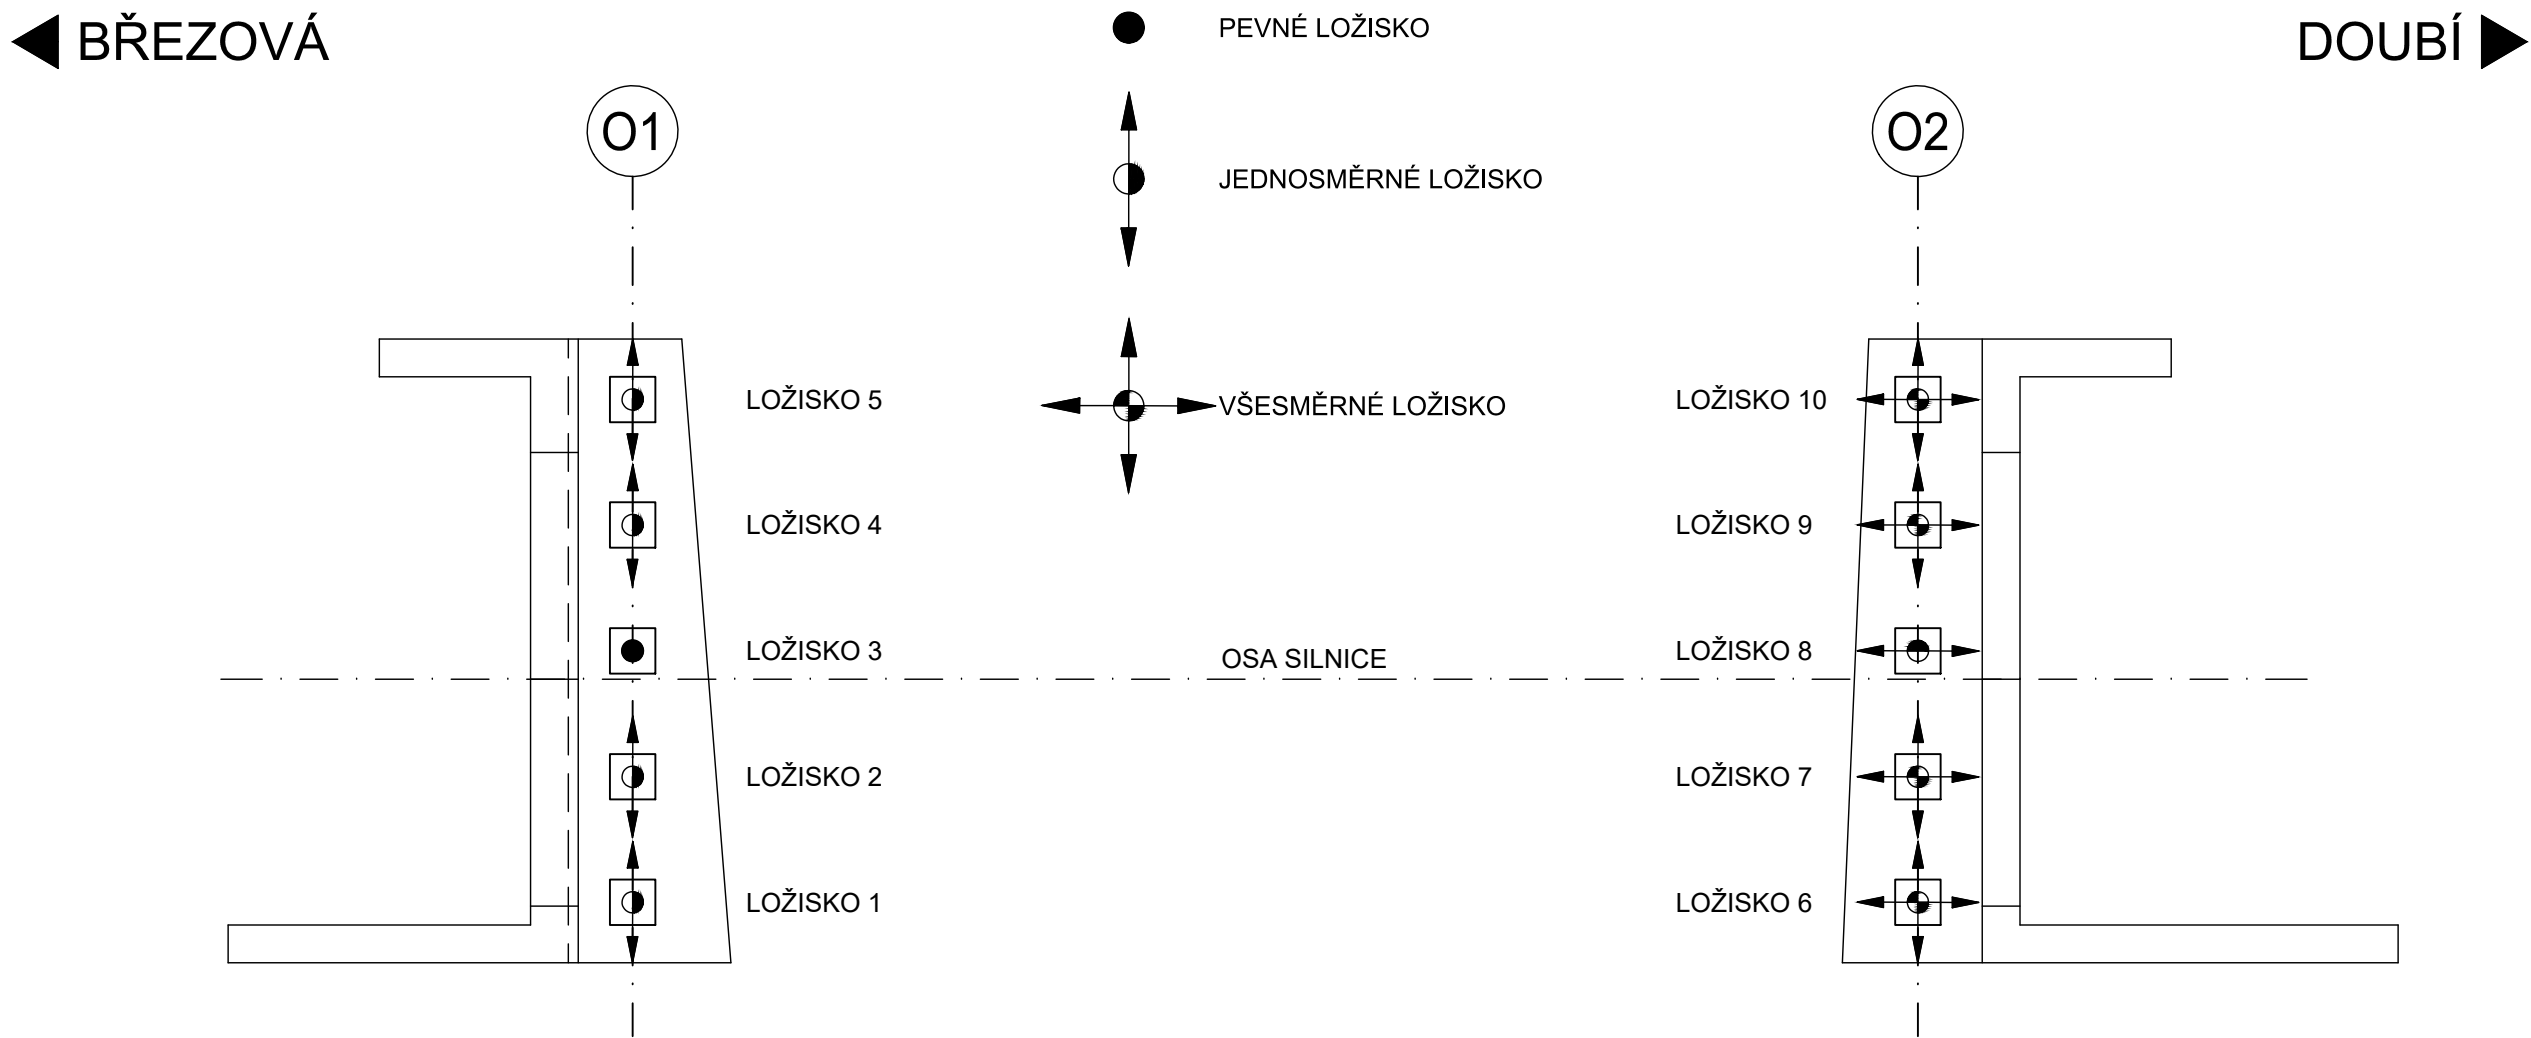 BŘEZOVÁ
PEVNÉ LOŽISKO
DOUBÍ
O1
O2
JEDNOSMĚRNÉ LOŽISKO
LOŽISKO 5
VŠESMĚRNÉ LOŽISKO
LOŽISKO 10
LOŽISKO 4
LOŽISKO 9
LOŽISKO 3
OSA SILNICE
LOŽISKO 8
LOŽISKO 2
LOŽISKO 7
LOŽISKO 1
LOŽISKO 6